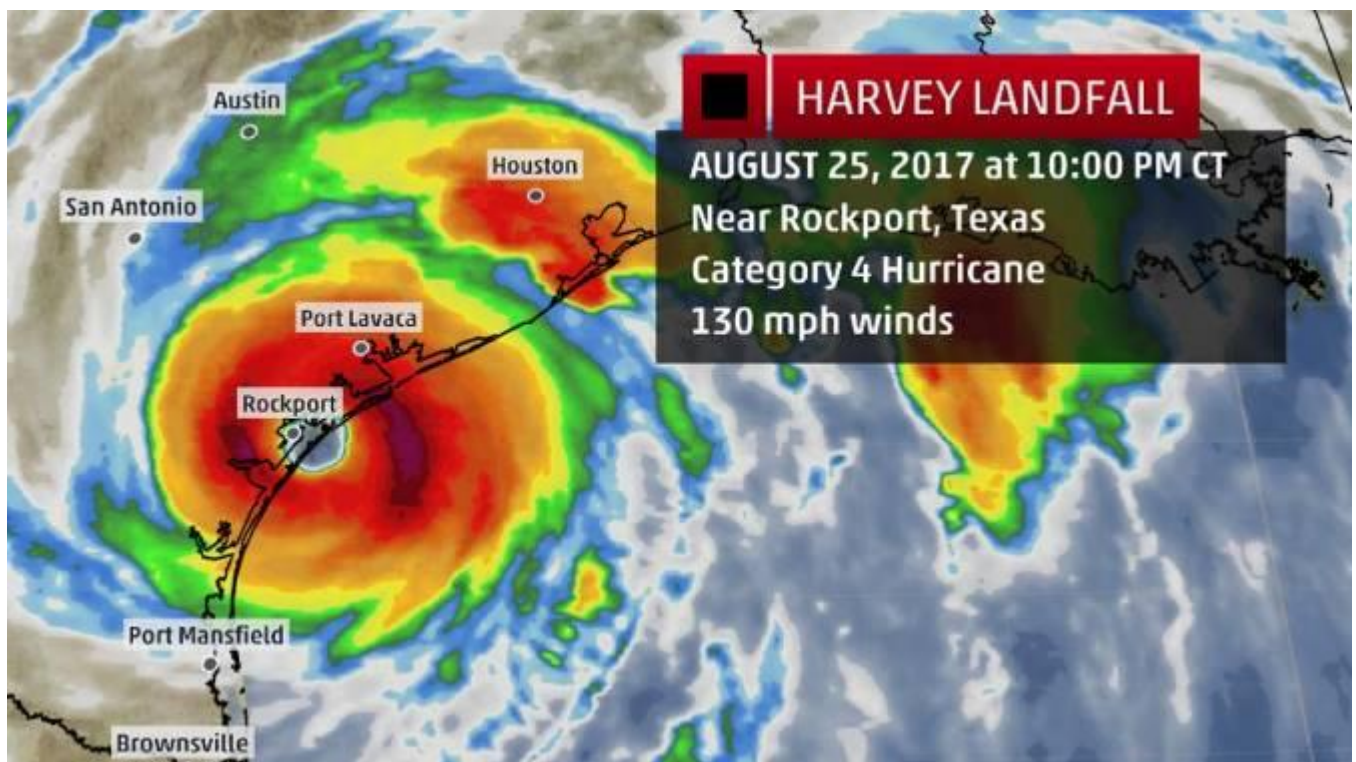 HARVEY LANDFALL
AUGUST 25, 2017 at 10:00 PM CT
Near Rockport, Texas
Category 4 Hurricane
130 mph winds
Austin
Houston
San Antonio
Port Lavaca
Rockport
Port Mansfield
Brownsville